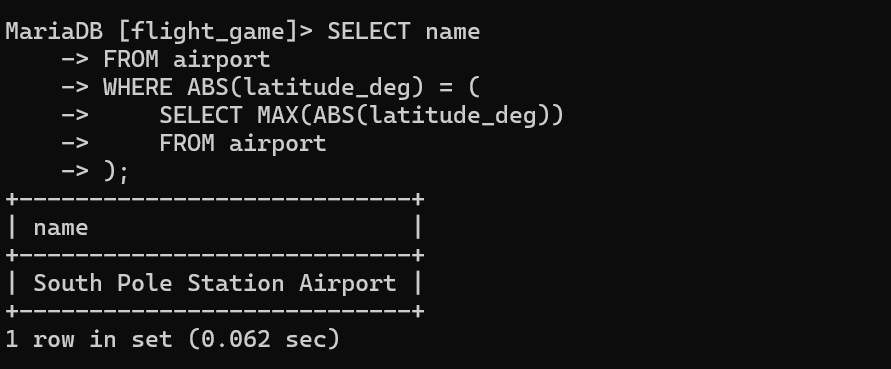 MariaDB [flight_game]> SELECT name
    -> FROM airport
    -> WHERE ABS(latitude_deg) = (
    ->     SELECT MAX(ABS(latitude_deg))
    ->     FROM airport
    -> );
+----------------------------+
| name                       |
+----------------------------+
| South Pole Station Airport |
+----------------------------+
1 row in set (0.062 sec)